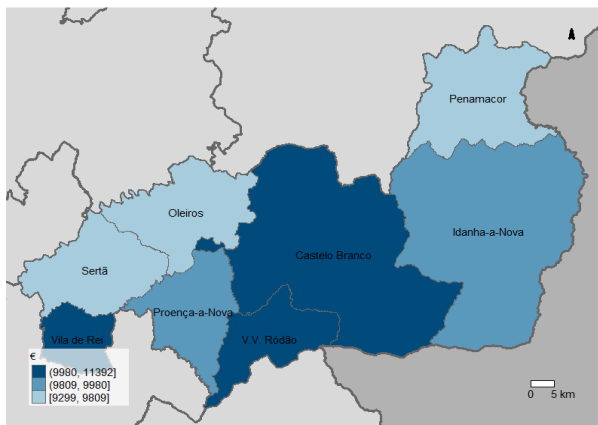 Penamacor
Oleiros
Idanha-a-Nova
Castelo Branco
Sertã
Proença-a-Nova
Vila de Rei
V.V. Ródão
€
(9980, 11392]
(9809, 9980]
[9299, 9809]
0 5 km